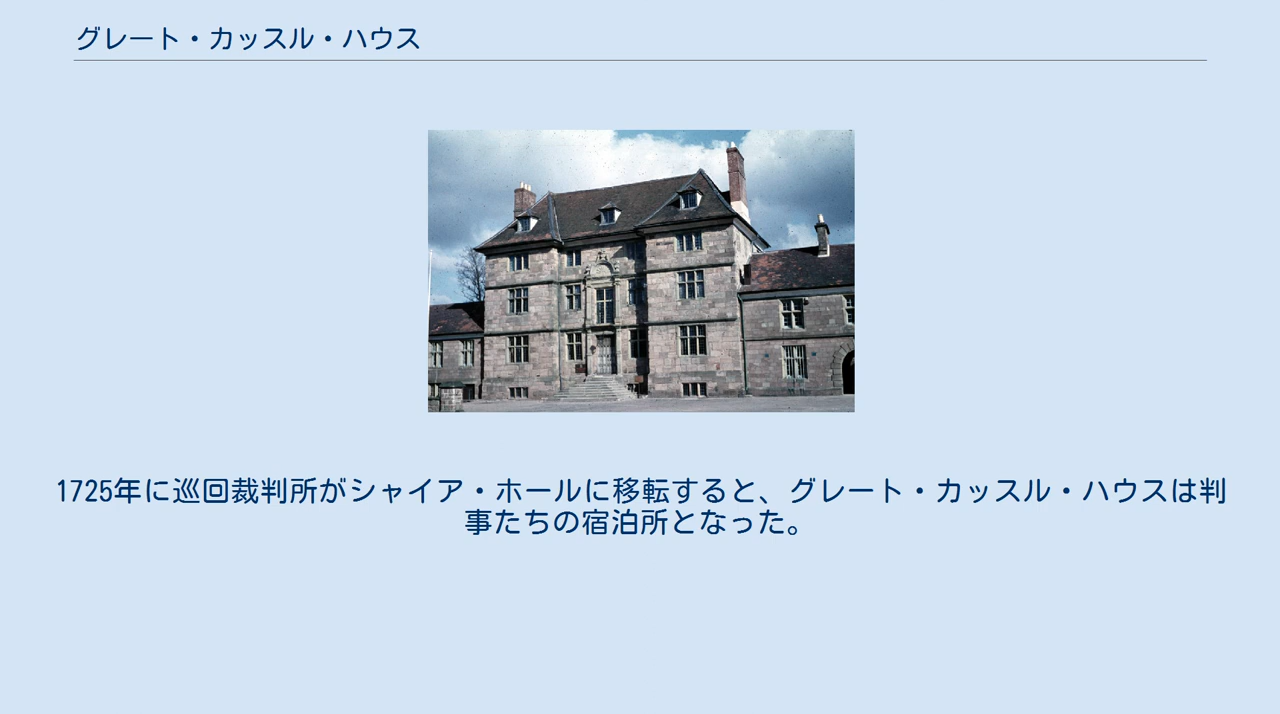 グレート・カッスル・ハウス
1725年に巡回裁判所がシャイア・ホールに移転すると、グレート・カッスル・ハウスは判
事たちの宿泊所となった。